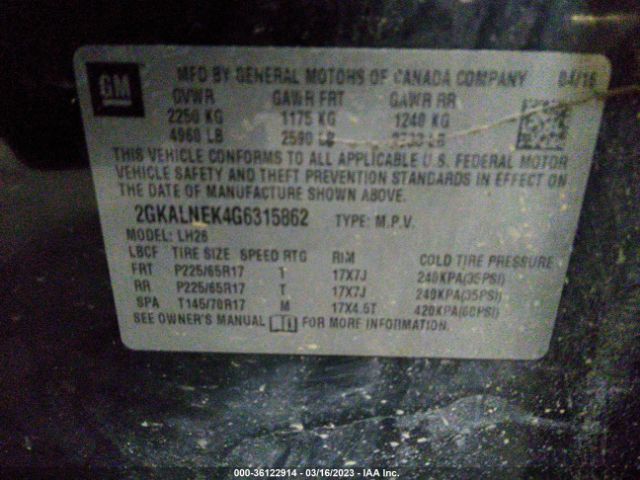 GM
MFD BY GENERAL MOTORS OF CANADA COMPANY 04/16
GVWR GAWR FRT GAWR RR
2250 KG 1175 KG 1240 KG
4960 LB 2590 LB LB
THIS VEHICLE CONFORMS TO ALL APPLICABLE U.S. FEDERAL MOTOR
VEHICLE SAFETY AND THEFT PREVENTION STANDARDS IN EFFECT ON
THE DATE OF MANUFACTURE SHOWN ABOVE.
2GKALNEK4G6315862 TYPE: M.P.V.
MODEL: LH26
LBCF TIRE SIZE SPEED RTG RIM COLD TIRE PRESSURE
FRT P225/65R17 T 17X7J 240KPA(35PSI)
RR P225/65R17 T 17X7J 240KPA(35PSI)
SPA T145/70R17 M 17X4.5T 420KPA(60PSI)
SEE OWNER'S MANUAL FOR MORE INFORMATION.
000-36122914 - 03/16/2023 - IAA Inc.